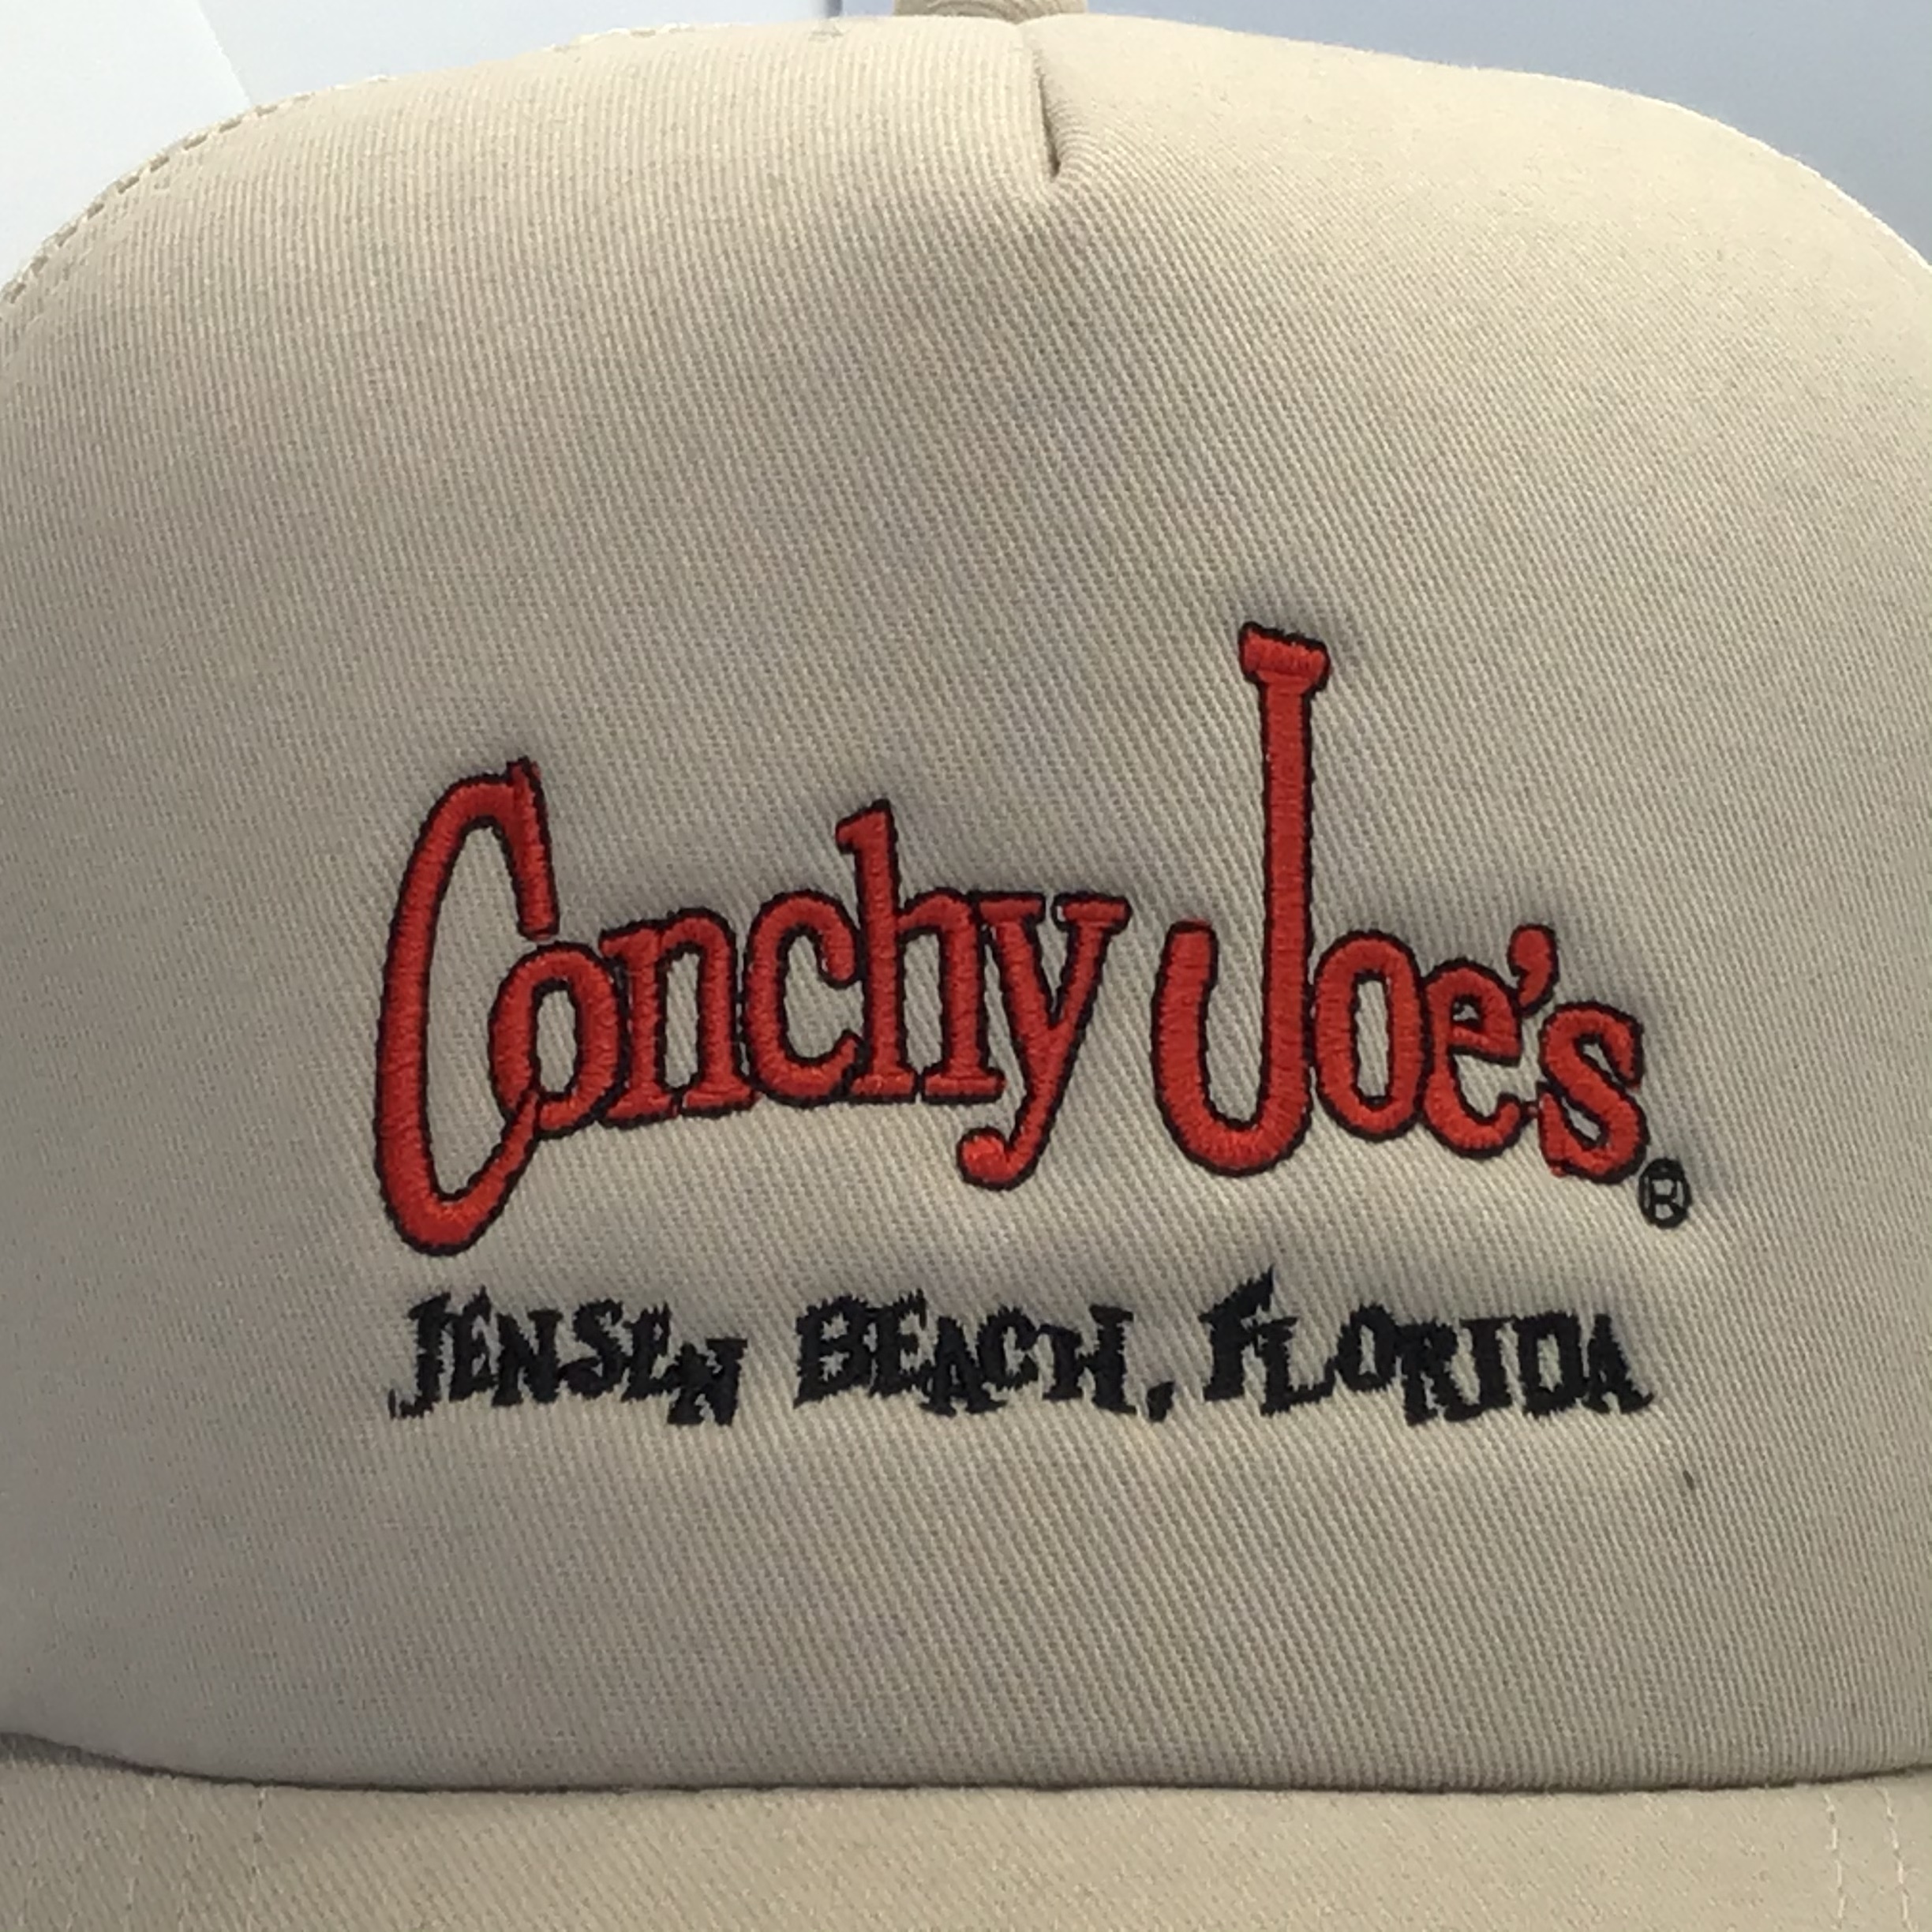 Conchy Joe's®
JENSEN BEACH, FLORIDA